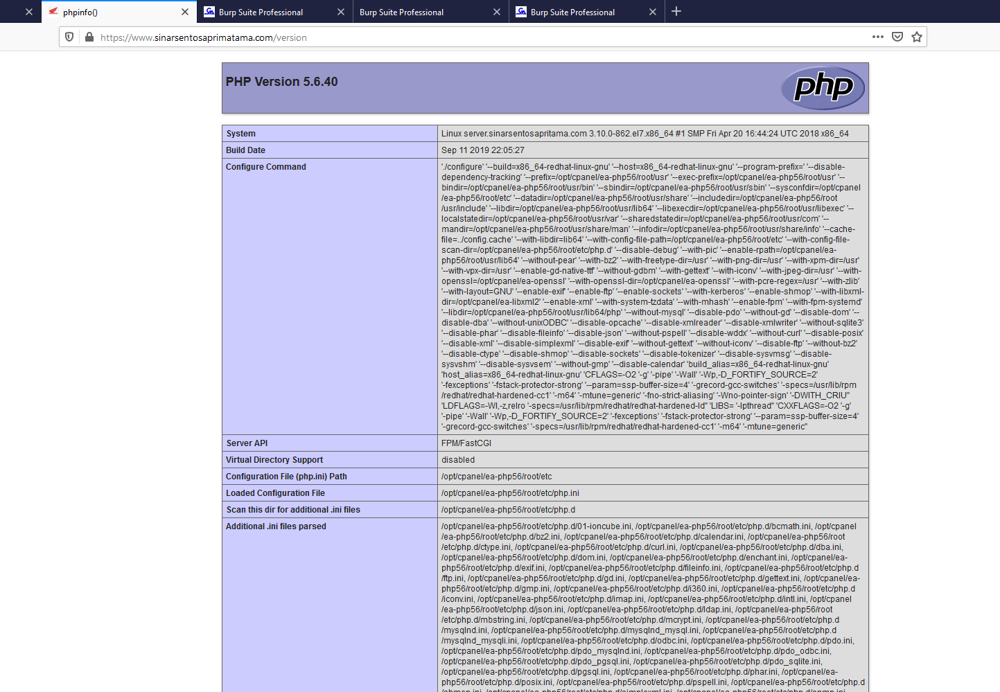 phpinfo()
Burp Suite Professional
Burp Suite Professional
Burp Suite Professional
https://www.sinarsentosaprimatama.com/version
PHP Version 5.6.40
php
System
Linux server.sinarsentosapritama.com 3.10.0-862.el7.x86_64 #1 SMP Fri Apr 20 16:44:24 UTC 2018 x86_64
Build Date
Sep 11 2019 22:05:27
Configure Command
'./configure' '--build=x86_64-redhat-linux-gnu' '--host=x86_64-redhat-linux-gnu' '--program-prefix=' '--disable-
dependency-tracking' '--prefix=/opt/cpanel/ea-php56/root/usr' '--exec-prefix=/opt/cpanel/ea-php56/root/usr' '--
bindir=/opt/cpanel/ea-php56/root/usr/bin' '--sbindir=/opt/cpanel/ea-php56/root/usr/sbin' '--sysconfdir=/opt/cpanel
/ea-php56/root/etc' '--datadir=/opt/cpanel/ea-php56/root/usr/share' '--includedir=/opt/cpanel/ea-php56/root
/usr/include' '--libdir=/opt/cpanel/ea-php56/root/usr/lib64' '--libexecdir=/opt/cpanel/ea-php56/root/usr/libexec' '--
localstatedir=/opt/cpanel/ea-php56/root/usr/var' '--sharedstatedir=/opt/cpanel/ea-php56/root/usr/com' '--
mandir=/opt/cpanel/ea-php56/root/usr/share/man' '--infodir=/opt/cpanel/ea-php56/root/usr/share/info' '--cache-
file=../config.cache' '--with-libdir=lib64' '--with-config-file-path=/opt/cpanel/ea-php56/root/etc' '--with-config-file-
scan-dir=/opt/cpanel/ea-php56/root/etc/php.d' '--disable-debug' '--with-pic' '--enable-rpath=/opt/cpanel/ea-
php56/root/usr/lib64' '--without-pear' '--with-bz2' '--with-freetype-dir=/usr' '--with-png-dir=/usr' '--with-xpm-dir=/usr'
'--with-vpx-dir=/usr' '--enable-gd-native-ttf' '--without-gdbm' '--with-gettext' '--with-iconv' '--with-jpeg-dir=/usr' '--with-
openssl=/opt/cpanel/ea-openssl' '--with-openssl-dir=/opt/cpanel/ea-openssl' '--with-pcre-regex=/usr' '--with-zlib'
'--with-layout=GNU' '--enable-exif' '--enable-ftp' '--enable-sockets' '--with-kerberos' '--enable-shmop' '--with-libxml-
dir=/opt/cpanel/ea-libxml2' '--enable-xml' '--with-system-tzdata' '--with-mhash' '--enable-fpm' '--with-fpm-systemd'
'--libdir=/opt/cpanel/ea-php56/root/usr/lib64/php' '--without-mysql' '--disable-pdo' '--without-gd' '--disable-dom' '--
disable-dba' '--without-unixODBC' '--disable-opcache' '--disable-xmlreader' '--disable-xmlwriter' '--without-sqlite3'
'--disable-phar' '--disable-fileinfo' '--disable-json' '--without-pspell' '--disable-wddx' '--without-curl' '--disable-posix'
'--disable-xml' '--disable-simplexml' '--disable-exif' '--without-gettext' '--without-iconv' '--disable-ftp' '--without-bz2'
'--disable-ctype' '--disable-shmop' '--disable-sockets' '--disable-tokenizer' '--disable-sysvmsg' '--disable-
sysvshm' '--disable-sysvsem' '--without-gmp' '--disable-calendar' 'build_alias=x86_64-redhat-linux-gnu'
'host_alias=x86_64-redhat-linux-gnu' 'CFLAGS=-O2 '-g' '-pipe' '-Wall' '-Wp,-D_FORTIFY_SOURCE=2'
'-fexceptions' '-fstack-protector-strong' '--param=ssp-buffer-size=4' '-grecord-gcc-switches' '-specs=/usr/lib/rpm
/redhat/redhat-hardened-cc1' '-m64' '-mtune=generic' '-fno-strict-aliasing' '-Wno-pointer-sign' '-DWITH_CRIU''
'LDFLAGS=-Wl,-z,relro '-specs=/usr/lib/rpm/redhat/redhat-hardened-ld'' 'LIBS= '-lpthread'' 'CXXFLAGS=-O2 '-g'
'-pipe' '-Wall' '-Wp,-D_FORTIFY_SOURCE=2' '-fexceptions' '-fstack-protector-strong' '--param=ssp-buffer-size=4'
'-grecord-gcc-switches' '-specs=/usr/lib/rpm/redhat/redhat-hardened-cc1' '-m64' '-mtune=generic''
Server API
FPM/FastCGI
Virtual Directory Support
disabled
Configuration File (php.ini) Path
/opt/cpanel/ea-php56/root/etc
Loaded Configuration File
/opt/cpanel/ea-php56/root/etc/php.ini
Scan this dir for additional .ini files
/opt/cpanel/ea-php56/root/etc/php.d
Additional .ini files parsed
/opt/cpanel/ea-php56/root/etc/php.d/01-ioncube.ini, /opt/cpanel/ea-php56/root/etc/php.d/bcmath.ini, /opt/cpanel
/ea-php56/root/etc/php.d/bz2.ini, /opt/cpanel/ea-php56/root/etc/php.d/calendar.ini, /opt/cpanel/ea-php56/root
/etc/php.d/ctype.ini, /opt/cpanel/ea-php56/root/etc/php.d/curl.ini, /opt/cpanel/ea-php56/root/etc/php.d/dba.ini,
/opt/cpanel/ea-php56/root/etc/php.d/dom.ini, /opt/cpanel/ea-php56/root/etc/php.d/enchant.ini, /opt/cpanel/ea-
php56/root/etc/php.d/exif.ini, /opt/cpanel/ea-php56/root/etc/php.d/fileinfo.ini, /opt/cpanel/ea-php56/root/etc/php.d
/ftp.ini, /opt/cpanel/ea-php56/root/etc/php.d/gd.ini, /opt/cpanel/ea-php56/root/etc/php.d/gettext.ini, /opt/cpanel/ea-
php56/root/etc/php.d/gmp.ini, /opt/cpanel/ea-php56/root/etc/php.d/i360.ini, /opt/cpanel/ea-php56/root/etc/php.d
/iconv.ini, /opt/cpanel/ea-php56/root/etc/php.d/imap.ini, /opt/cpanel/ea-php56/root/etc/php.d/intl.ini, /opt/cpanel
/ea-php56/root/etc/php.d/json.ini, /opt/cpanel/ea-php56/root/etc/php.d/ldap.ini, /opt/cpanel/ea-php56/root
/etc/php.d/mbstring.ini, /opt/cpanel/ea-php56/root/etc/php.d/mcrypt.ini, /opt/cpanel/ea-php56/root/etc/php.d
/mysqlnd.ini, /opt/cpanel/ea-php56/root/etc/php.d/mysqlnd_mysql.ini, /opt/cpanel/ea-php56/root/etc/php.d
/mysqlnd_mysqli.ini, /opt/cpanel/ea-php56/root/etc/php.d/odbc.ini, /opt/cpanel/ea-php56/root/etc/php.d/pdo.ini,
/opt/cpanel/ea-php56/root/etc/php.d/pdo_mysqlnd.ini, /opt/cpanel/ea-php56/root/etc/php.d/pdo_odbc.ini,
/opt/cpanel/ea-php56/root/etc/php.d/pdo_pgsql.ini, /opt/cpanel/ea-php56/root/etc/php.d/pdo_sqlite.ini,
/opt/cpanel/ea-php56/root/etc/php.d/pgsql.ini, /opt/cpanel/ea-php56/root/etc/php.d/phar.ini, /opt/cpanel/ea-
php56/root/etc/php.d/posix.ini, /opt/cpanel/ea-php56/root/etc/php.d/pspell.ini, /opt/cpanel/ea-php56/root/etc/php.d